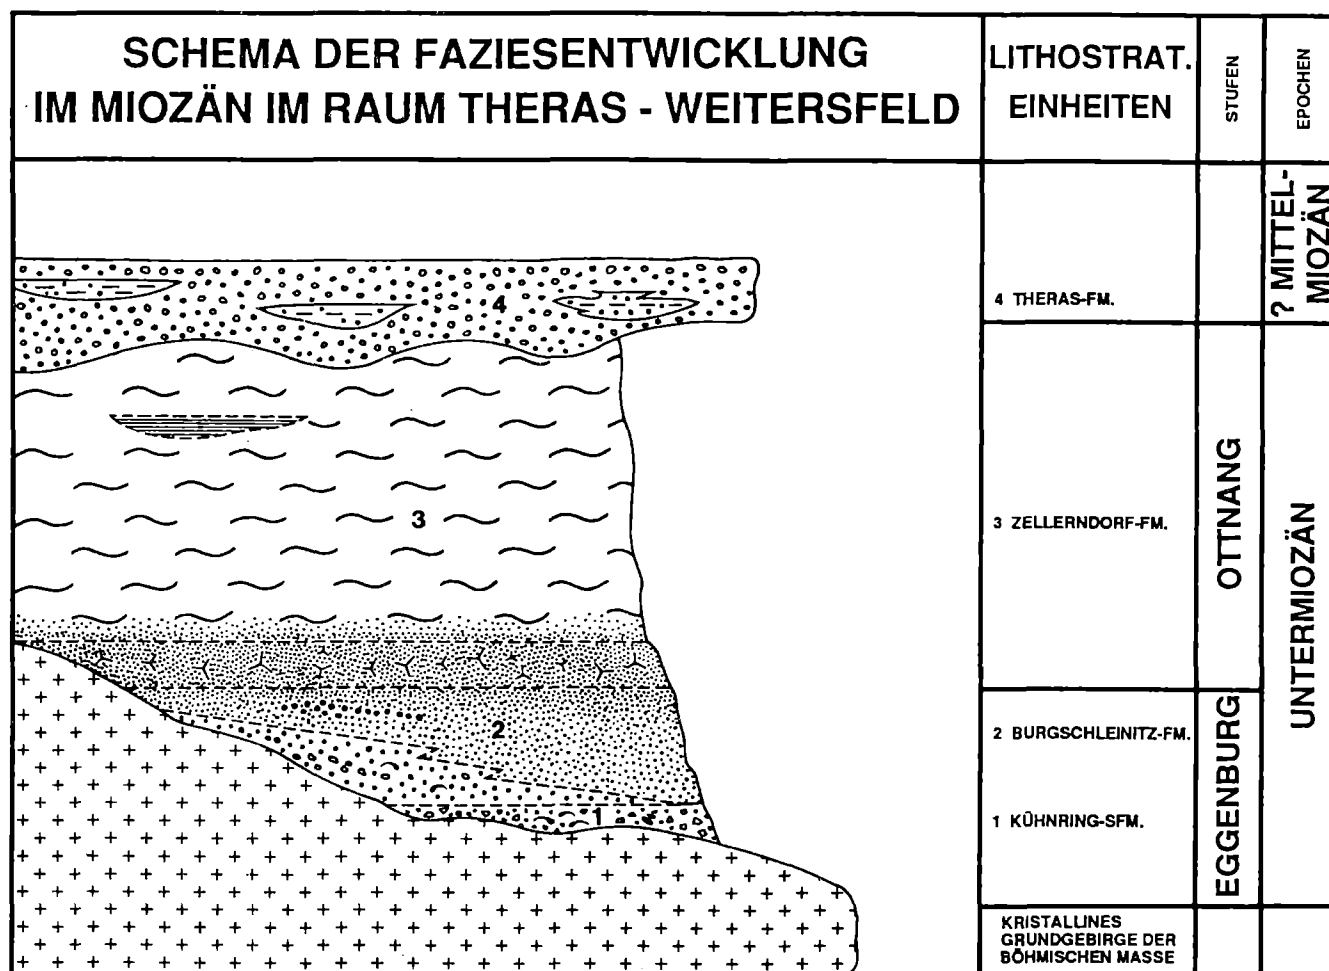 SCHEMA DER FAZIESENTWICKLUNG
IM MIOZÄN IM RAUM THERAS - WEITERSFELD
LITHOSTRAT.
EINHEITEN
STUFEN
EPOCHEN
4
3
2
1
4 THERAS-FM.
3 ZELLERNDORF-FM.
2 BURGSCHLEINITZ-FM.
1 KÜHNRING-SFM.
KRISTALLINES
GRUNDGEBIRGE DER
BÖHMISCHEN MASSE
OTTNANG
EGGENBURG
? MITTEL-
MIOZÄN
UNTERMIOZÄN